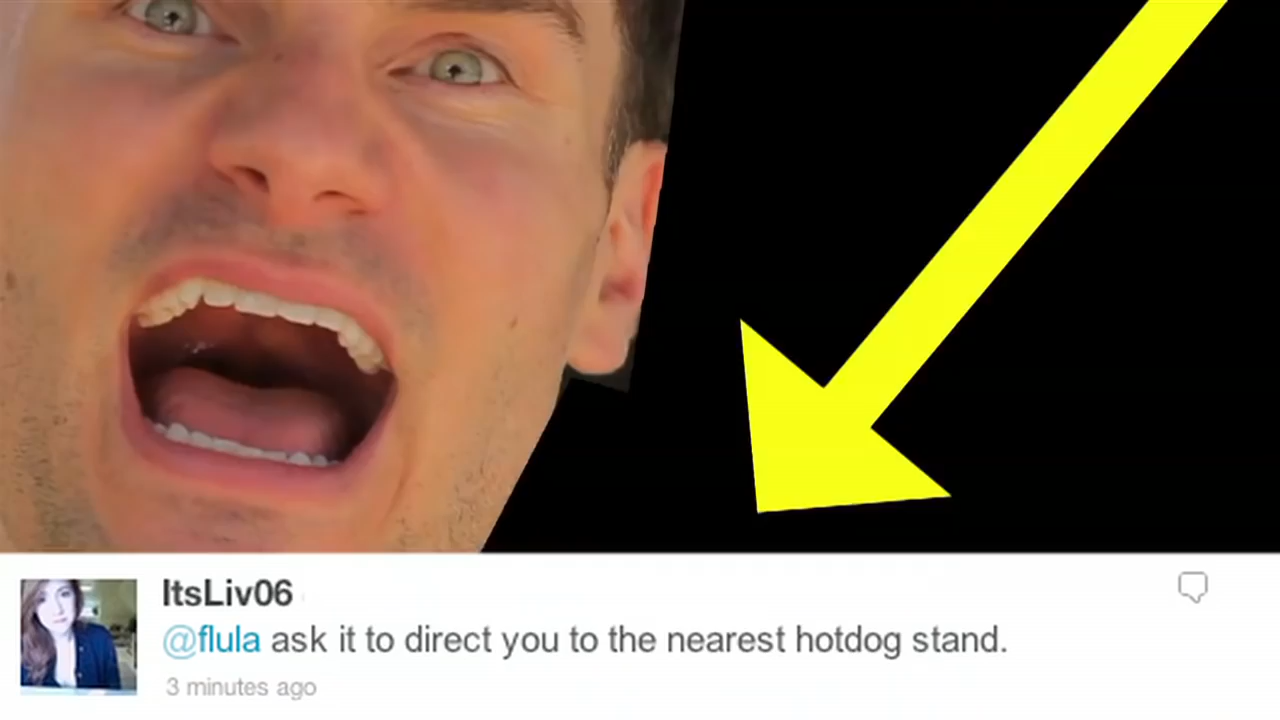 ItsLiv06
@flula ask it to direct you to the nearest hotdog stand.
3 minutes ago